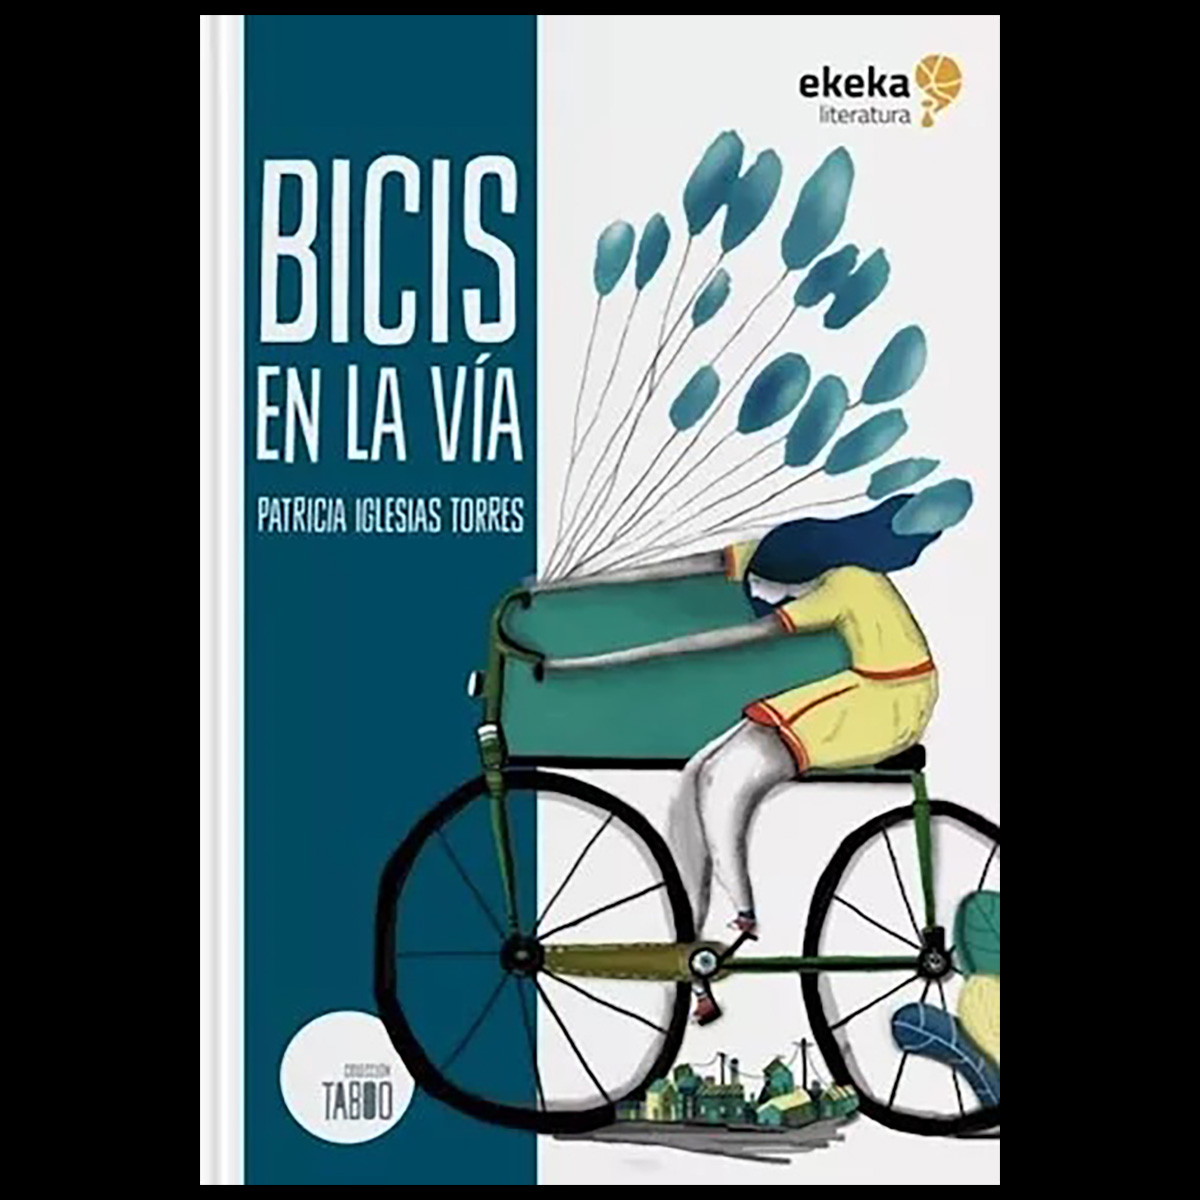 ekeka
literatura
BICIS
EN LA VÍA
PATRICIA IGLESIAS TORRES
COLECCIÓN
TABOO